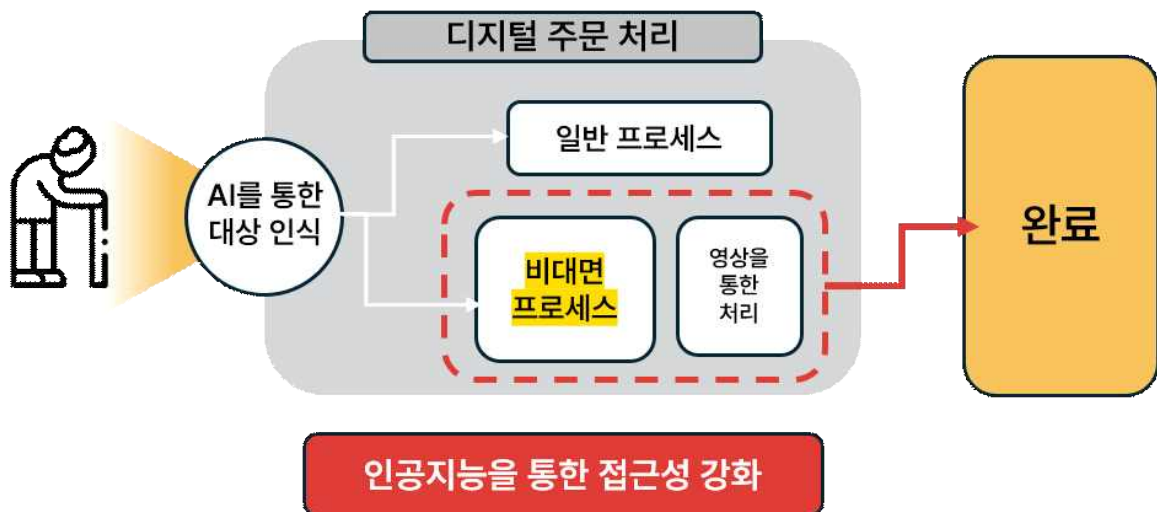 디지털 주문 처리
일반 프로세스
AI를 통한
대상 인식
비대면
프로세스
영상을
통한
처리
완료
인공지능을 통한 접근성 강화